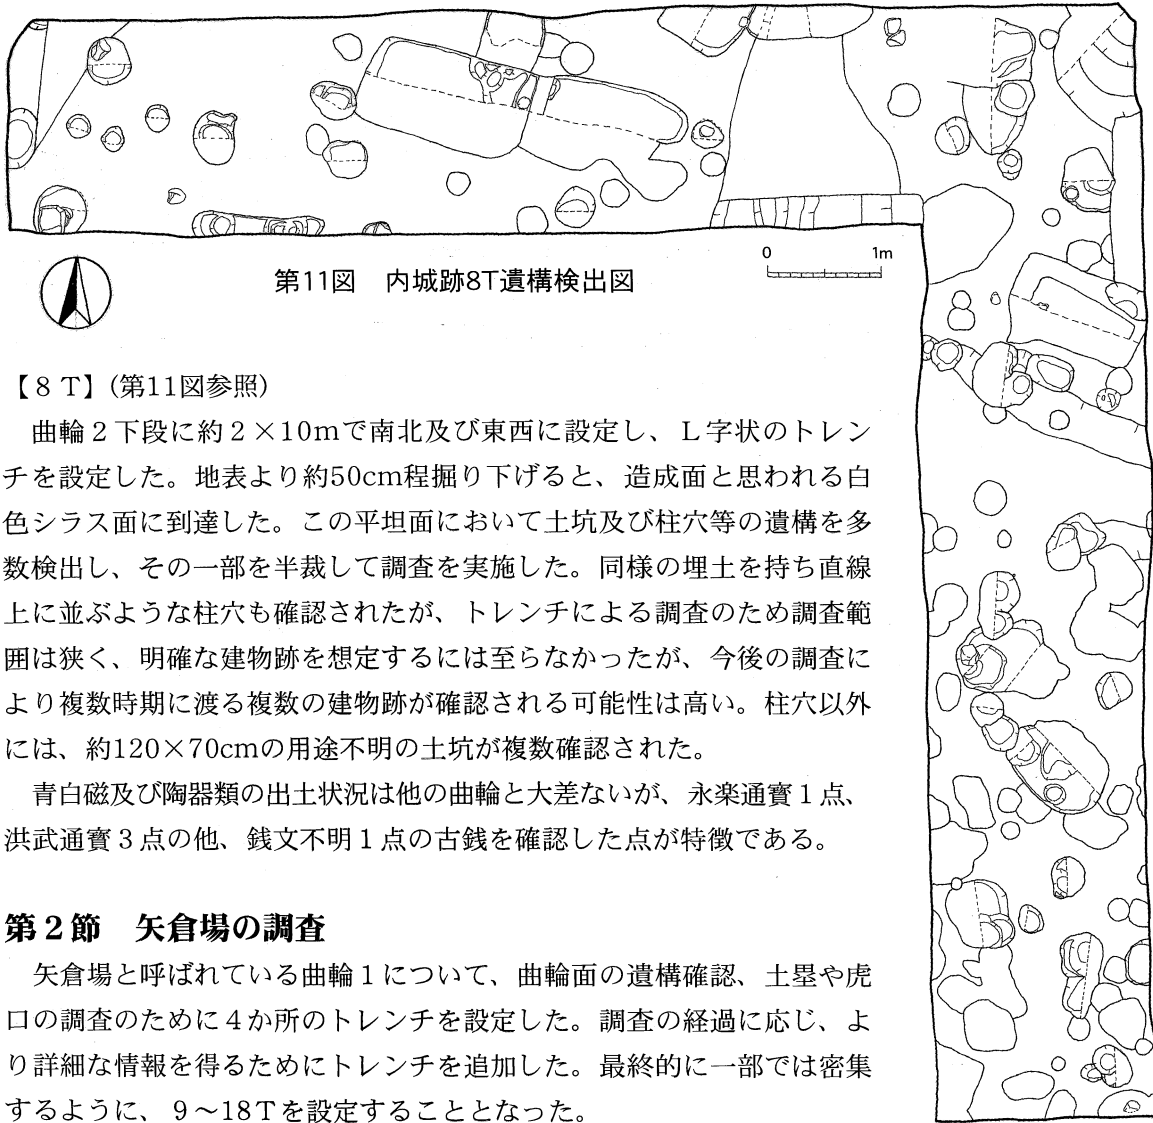 0 1m
第11図　内城跡8T遺構検出図
【８Ｔ】(第11図参照)
　曲輪２下段に約２×10ｍで南北及び東西に設定し、Ｌ字状のトレン
チを設定した。地表より約50cm程掘り下げると、造成面と思われる白
色シラス面に到達した。この平坦面において土坑及び柱穴等の遺構を多
数検出し、その一部を半裁して調査を実施した。同様の埋土を持ち直線
上に並ぶような柱穴も確認されたが、トレンチによる調査のため調査範
囲は狭く、明確な建物跡を想定するには至らなかったが、今後の調査に
より複数時期に渡る複数の建物跡が確認される可能性は高い。柱穴以外
には、約120×70cmの用途不明の土坑が複数確認された。
　青白磁及び陶器類の出土状況は他の曲輪と大差ないが、永楽通寳１点、
洪武通寳３点の他、銭文不明１点の古銭を確認した点が特徴である。
第２節　矢倉場の調査
　矢倉場と呼ばれている曲輪１について、曲輪面の遺構確認、土塁や虎
口の調査のために４か所のトレンチを設定した。調査の経過に応じ、よ
り詳細な情報を得るためにトレンチを追加した。最終的に一部では密集
するように、９～18Ｔを設定することとなった。